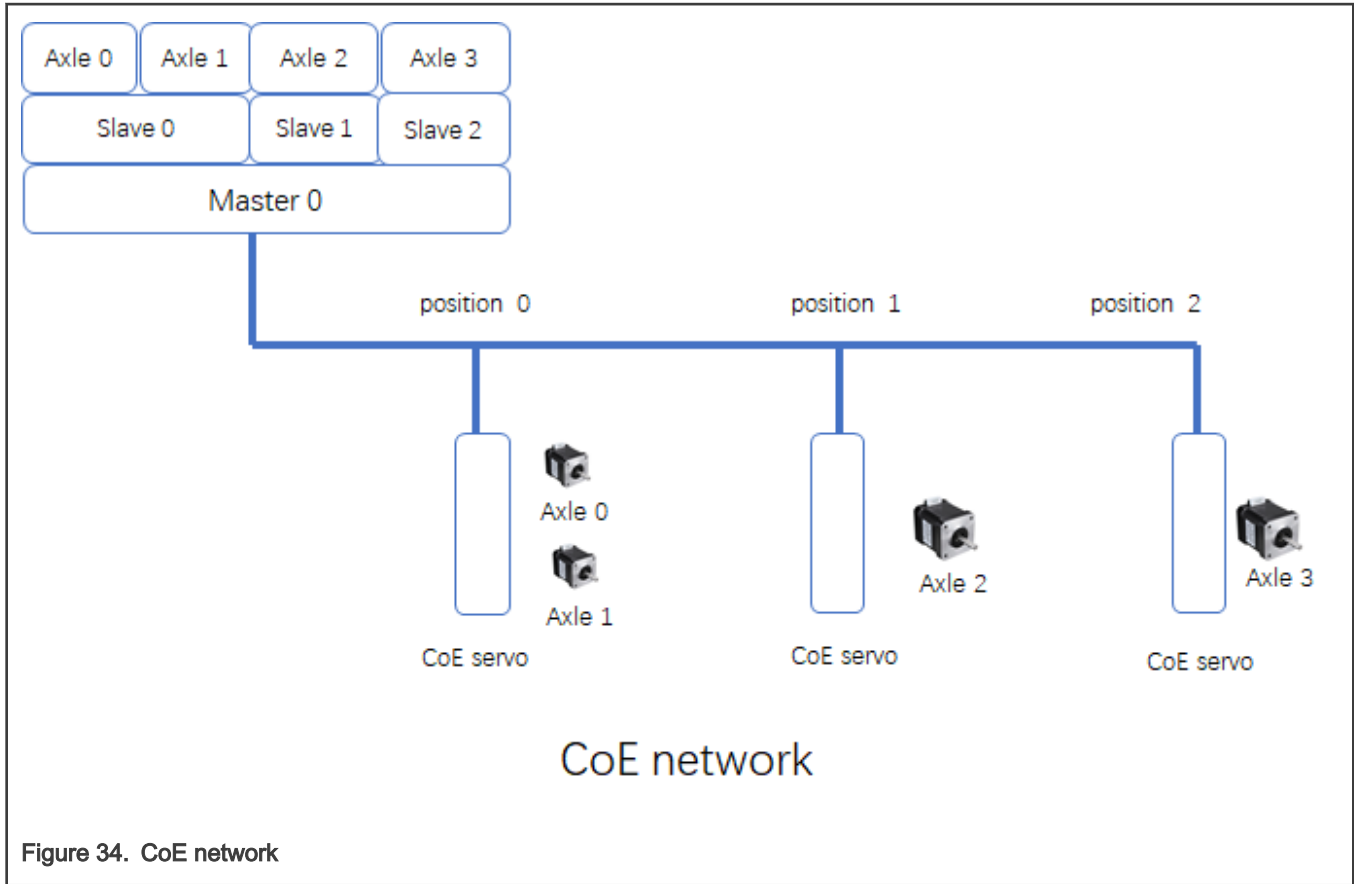 Axle 0 Axle 1 Axle 2 Axle 3
Slave 0 Slave 1 Slave 2
Master 0
position 0 position 1 position 2
Axle 0
Axle 1
Axle 2
Axle 3
CoE servo CoE servo CoE servo
CoE network
Figure 34. CoE network